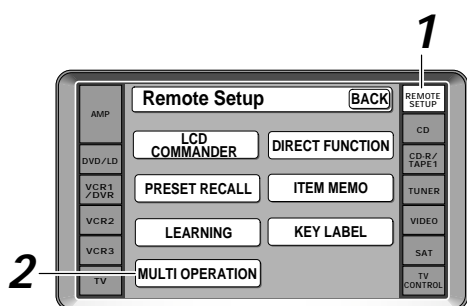 1
Remote Setup
BACK
REMOTE
SETUP
AMP
CD
LCD
COMMANDER
DIRECT FUNCTION
DVD/LD
CD-R/
TAPE1
VCR1
/DVR
PRESET RECALL
ITEM MEMO
TUNER
VCR2
LEARNING
KEY LABEL
VIDEO
VCR3
SAT
2
TV
MULTI OPERATION
TV
CONTROL